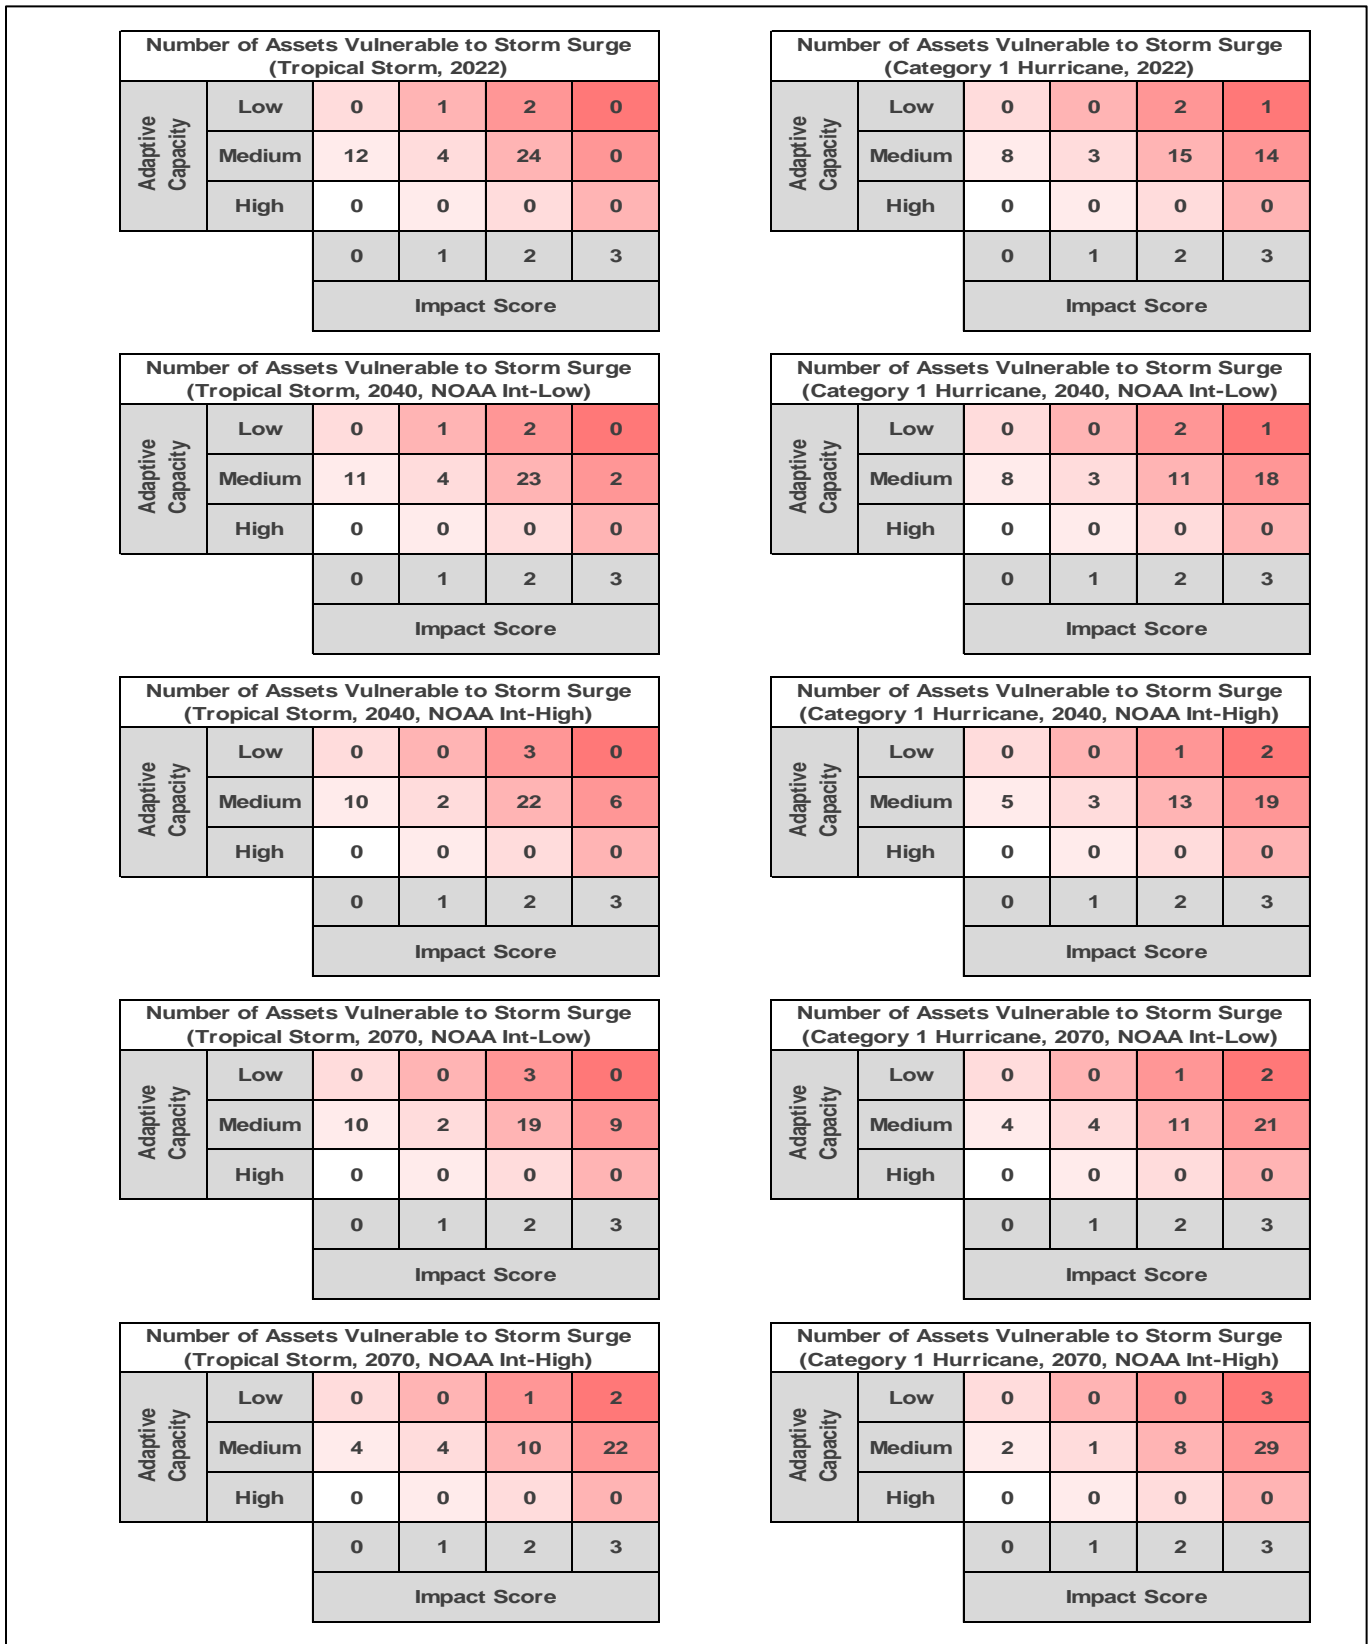 Number of Assets Vulnerable to Storm Surge
(Tropical Storm, 2022)
Adaptive
Capacity
Low 0 1 2 0
Medium 12 4 24 0
High 0 0 0 0
0 1 2 3
Impact Score
Number of Assets Vulnerable to Storm Surge
(Category 1 Hurricane, 2022)
Adaptive
Capacity
Low 0 0 2 1
Medium 8 3 15 14
High 0 0 0 0
0 1 2 3
Impact Score
Number of Assets Vulnerable to Storm Surge
(Tropical Storm, 2040, NOAA Int-Low)
Adaptive
Capacity
Low 0 1 2 0
Medium 11 4 23 2
High 0 0 0 0
0 1 2 3
Impact Score
Number of Assets Vulnerable to Storm Surge
(Category 1 Hurricane, 2040, NOAA Int-Low)
Adaptive
Capacity
Low 0 0 2 1
Medium 8 3 11 18
High 0 0 0 0
0 1 2 3
Impact Score
Number of Assets Vulnerable to Storm Surge
(Tropical Storm, 2040, NOAA Int-High)
Adaptive
Capacity
Low 0 0 3 0
Medium 10 2 22 6
High 0 0 0 0
0 1 2 3
Impact Score
Number of Assets Vulnerable to Storm Surge
(Category 1 Hurricane, 2040, NOAA Int-High)
Adaptive
Capacity
Low 0 0 1 2
Medium 5 3 13 19
High 0 0 0 0
0 1 2 3
Impact Score
Number of Assets Vulnerable to Storm Surge
(Tropical Storm, 2070, NOAA Int-Low)
Adaptive
Capacity
Low 0 0 3 0
Medium 10 2 19 9
High 0 0 0 0
0 1 2 3
Impact Score
Number of Assets Vulnerable to Storm Surge
(Category 1 Hurricane, 2070, NOAA Int-Low)
Adaptive
Capacity
Low 0 0 1 2
Medium 4 4 11 21
High 0 0 0 0
0 1 2 3
Impact Score
Number of Assets Vulnerable to Storm Surge
(Tropical Storm, 2070, NOAA Int-High)
Adaptive
Capacity
Low 0 0 1 2
Medium 4 4 10 22
High 0 0 0 0
0 1 2 3
Impact Score
Number of Assets Vulnerable to Storm Surge
(Category 1 Hurricane, 2070, NOAA Int-High)
Adaptive
Capacity
Low 0 0 0 3
Medium 2 1 8 29
High 0 0 0 0
0 1 2 3
Impact Score